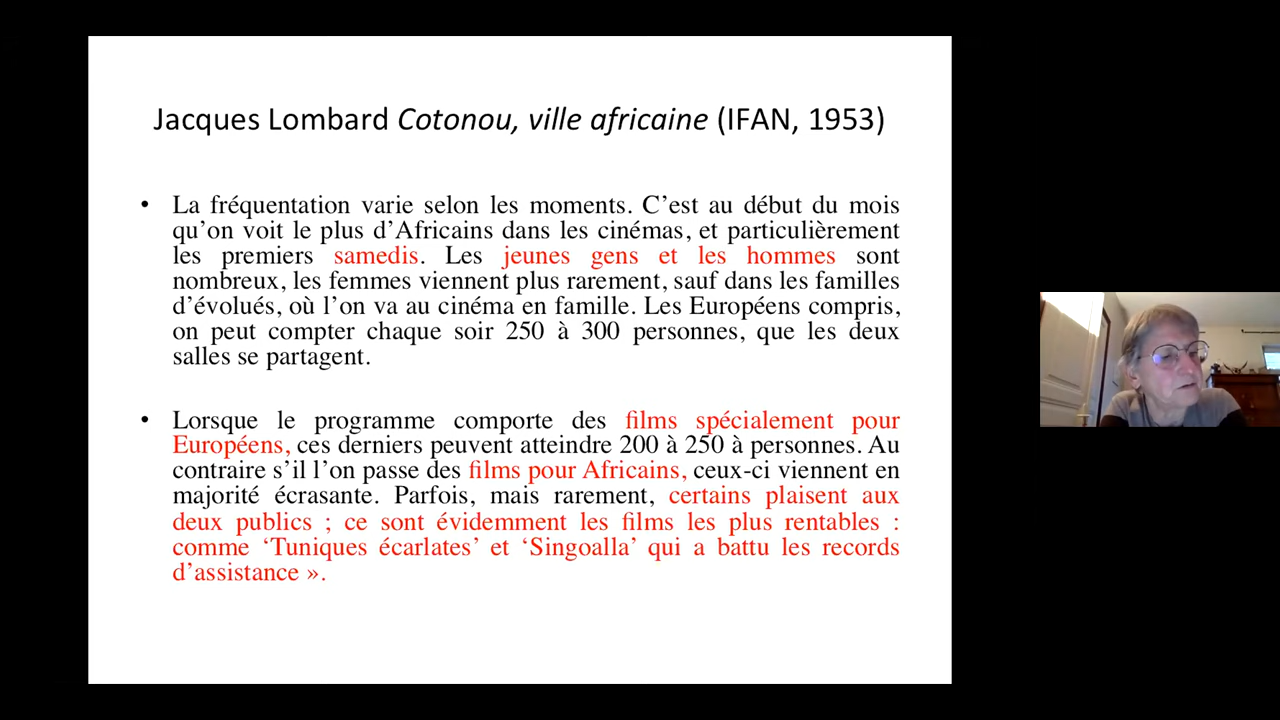 Jacques Lombard Cotonou, ville africaine (IFAN, 1953)
• La fréquentation varie selon les moments. C’est au début du mois
qu’on voit le plus d’Africains dans les cinémas, et particulièrement
les premiers samedis. Les jeunes gens et les hommes sont
nombreux, les femmes viennent plus rarement, sauf dans les familles
d’évolués, où l’on va au cinéma en famille. Les Européens compris,
on peut compter chaque soir 250 à 300 personnes, que les deux
salles se partagent.
• Lorsque le programme comporte des films spécialement pour
Européens, ces derniers peuvent atteindre 200 à 250 à personnes. Au
contraire s’il l’on passe des films pour Africains, ceux-ci viennent en
majorité écrasante. Parfois, mais rarement, certains plaisent aux
deux publics ; ce sont évidemment les films les plus rentables :
comme ‘Tuniques écarlates’ et ‘Singoalla’ qui a battu les records
d’assistance ».